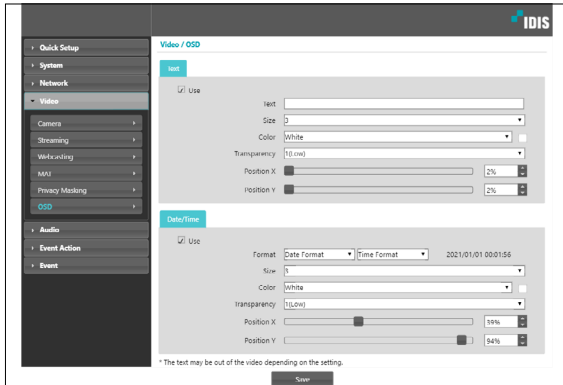 IDIS
Quick Setup
System
Network
Video
Camera
Streaming
Webcasting
MAT
Privacy Masking
OSD
Audio
Event Action
Event
Video / OSD
Text
Use
Text
Size 3
Color White
Transparency 1(Low)
Position X 2%
Position Y 2%
Date/Time
Use
Format Date Format Time Format 2021/01/01 00:01:56
Size 3
Color White
Transparency 1(Low)
Position X 39%
Position Y 94%
* The text may be out of the video depending on the setting.
Save